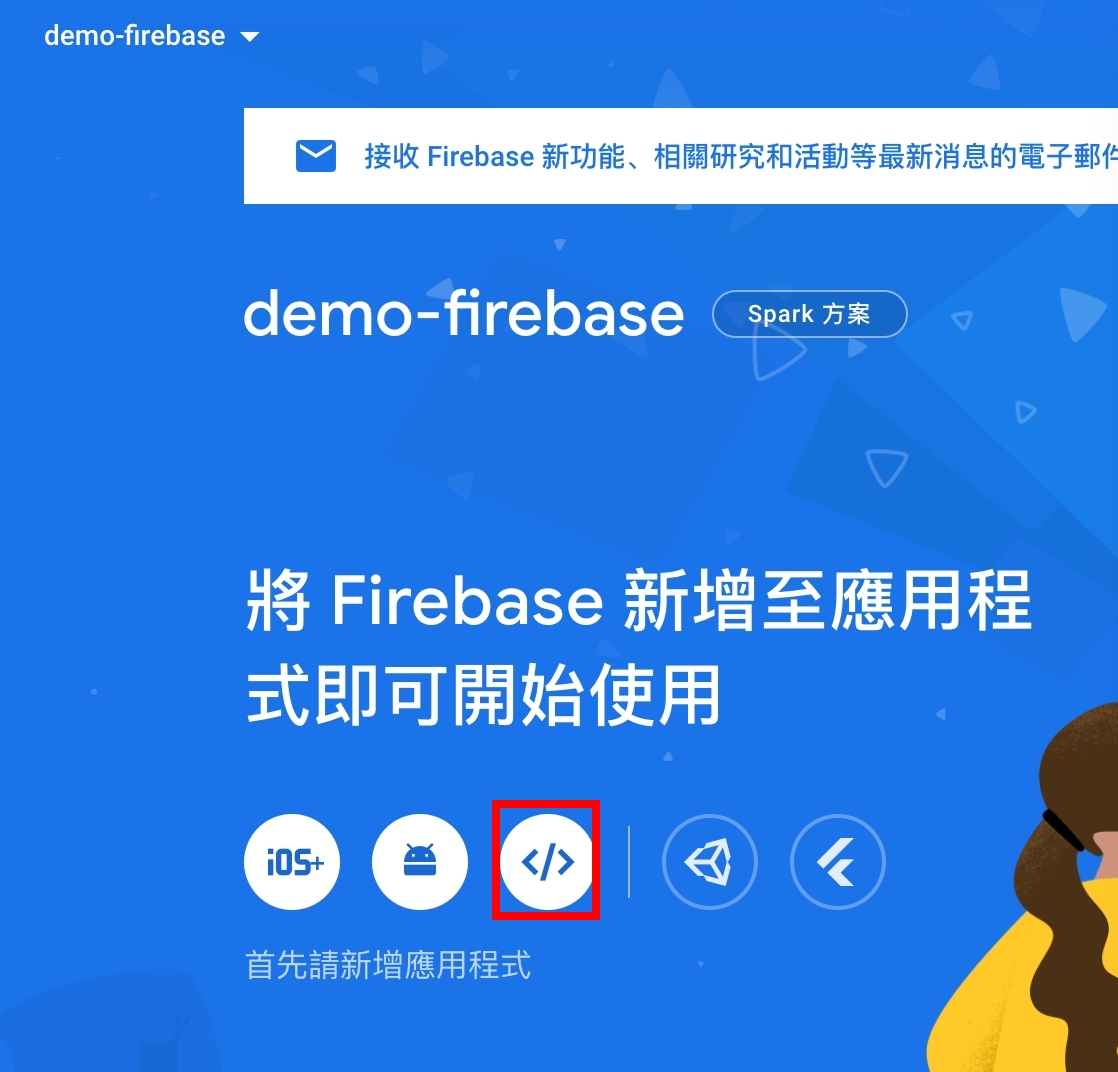 demo-firebase
接收 Firebase 新功能、相關研究和活動等最新消息的電子郵件
demo-firebase
Spark 方案
將 Firebase 新增至應用程
式即可開始使用
iOS+
</>
首先請新增應用程式